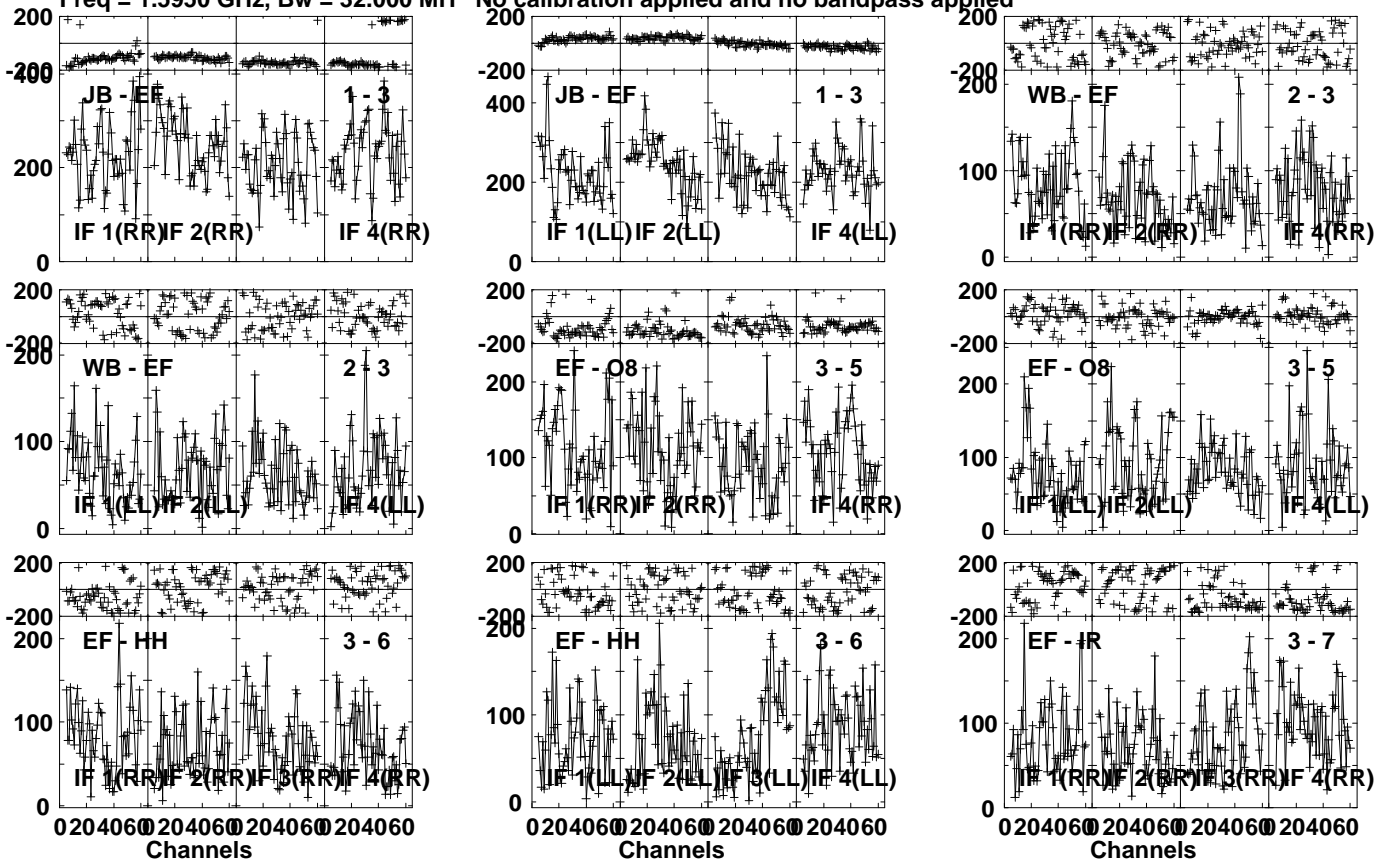 Freq = 1.5950 GHz, Bw = 32.000 MH No calibration applied and no bandpass applied
200
-200
400
200
0
JB - EF 1 - 3
IF 1(RR) IF 2(RR) IF 4(RR)
200
-200
400
200
0
JB - EF 1 - 3
IF 1(LL) IF 2(LL) IF 4(LL)
200
-200
200
100
0
WB - EF 2 - 3
IF 1(RR) IF 2(RR) IF 4(RR)
200
-200
200
100
0
WB - EF 2 - 3
IF 1(LL) IF 2(LL) IF 4(LL)
200
-200
200
100
0
EF - O8 3 - 5
IF 1(RR) IF 2(RR) IF 4(RR)
200
-200
200
100
0
EF - O8 3 - 5
IF 1(LL) IF 2(LL) IF 4(LL)
200
-200
200
100
0
EF - HH 3 - 6
IF 1(RR) IF 2(RR) IF 3(RR) IF 4(RR)
0 20 40 60 0 20 40 60 0 20 40 60 0 20 40 60
Channels
200
-200
200
100
0
EF - HH 3 - 6
IF 1(LL) IF 2(LL) IF 3(LL) IF 4(LL)
0 20 40 60 0 20 40 60 0 20 40 60 0 20 40 60
Channels
200
-200
200
100
0
EF - IR 3 - 7
IF 1(RR) IF 2(RR) IF 3(RR) IF 4(RR)
0 20 40 60 0 20 40 60 0 20 40 60 0 20 40 60
Channels